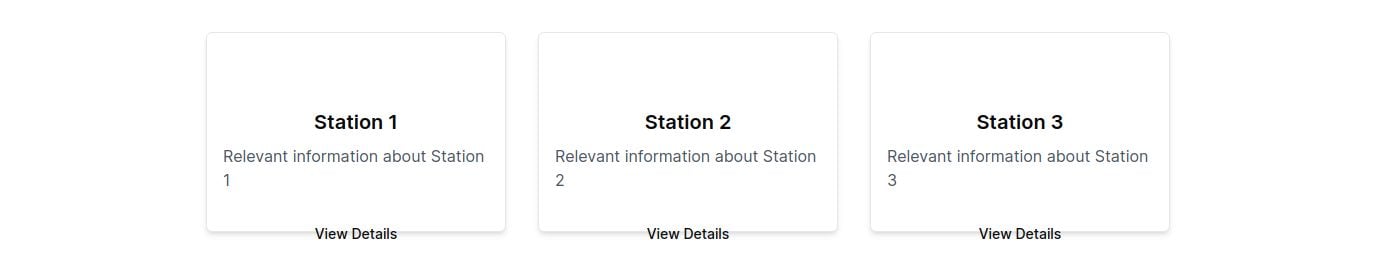 Station 1
Relevant information about Station
1
View Details
Station 2
Relevant information about Station
2
View Details
Station 3
Relevant information about Station
3
View Details